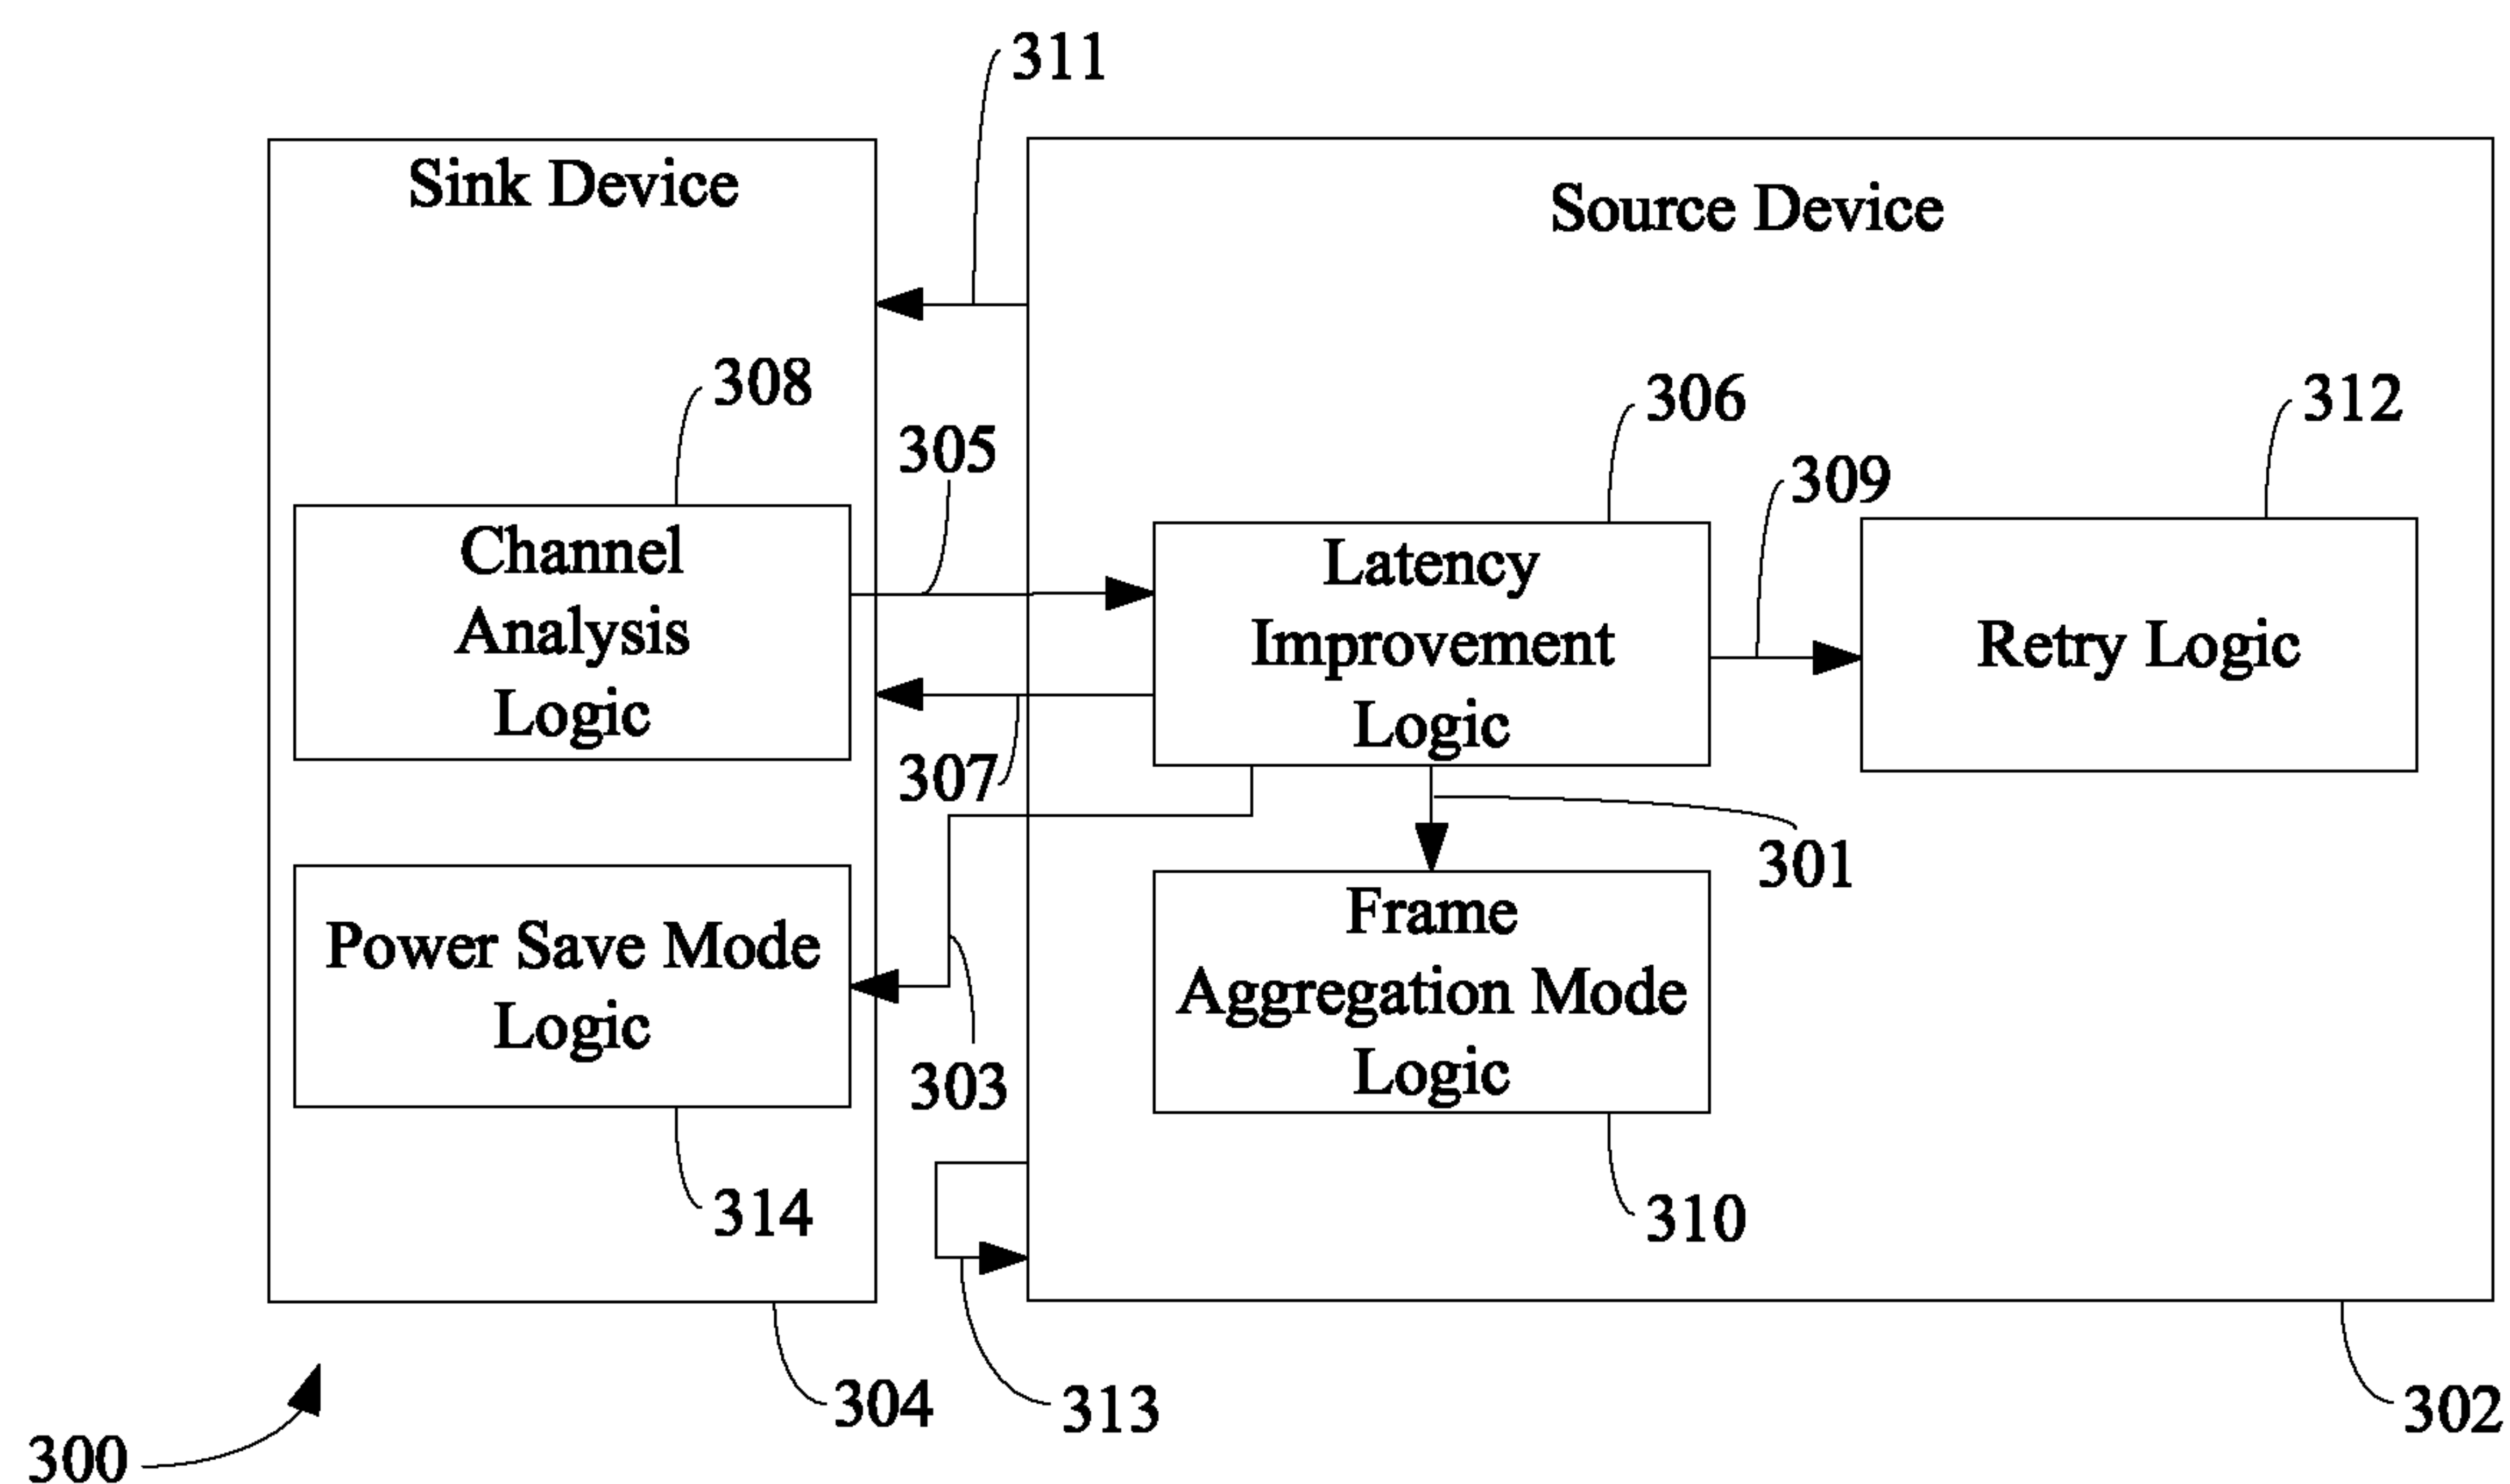 311
Sink Device
Source Device
308
305
306
312
309
Channel
Analysis
Logic
Latency
Improvement
Logic
Retry Logic
307
301
Power Save Mode
Logic
Frame
Aggregation Mode
Logic
303
314
310
304
313
302
300